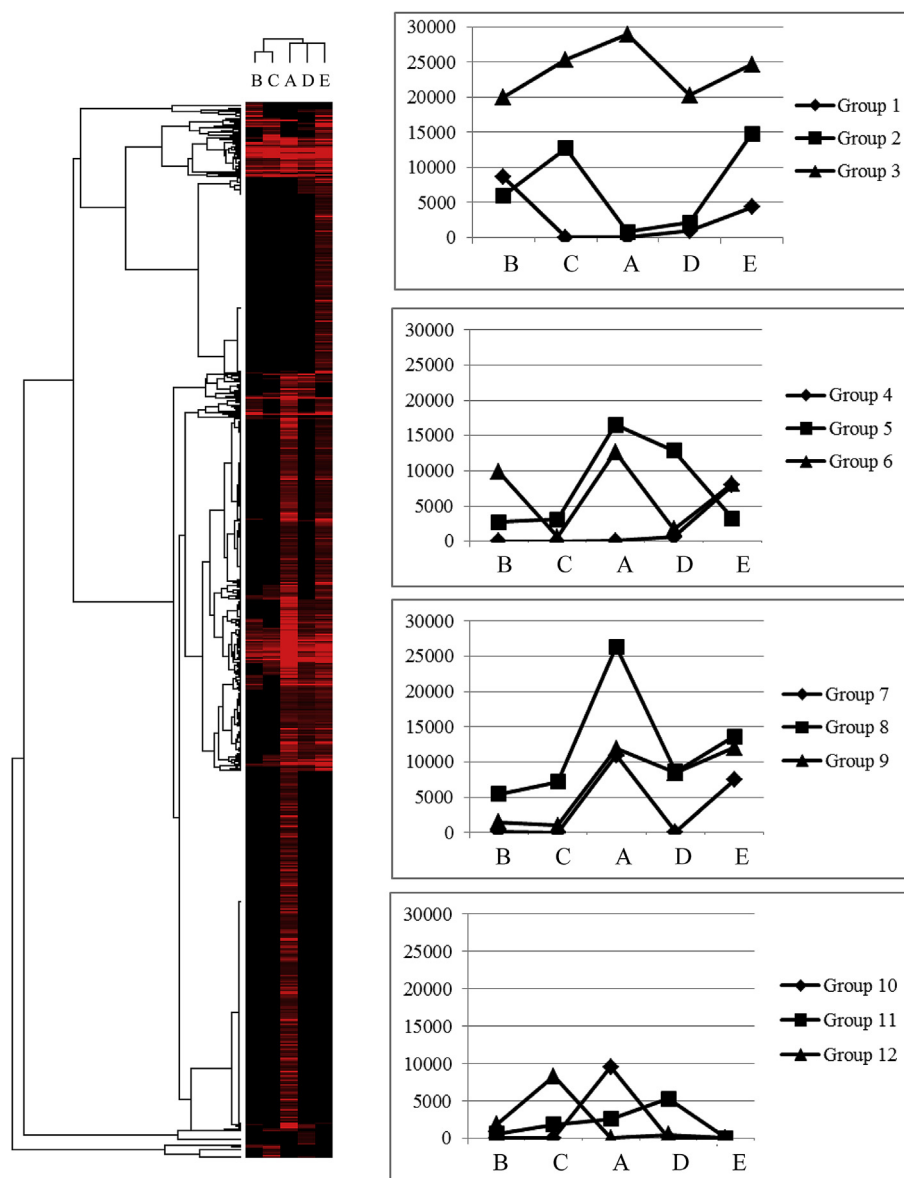 B C A D E
30000
25000
20000
15000
10000
5000
0
B C A D E
Group 1
Group 2
Group 3
30000
25000
20000
15000
10000
5000
0
B C A D E
Group 4
Group 5
Group 6
30000
25000
20000
15000
10000
5000
0
B C A D E
Group 7
Group 8
Group 9
30000
25000
20000
15000
10000
5000
0
B C A D E
Group 10
Group 11
Group 12